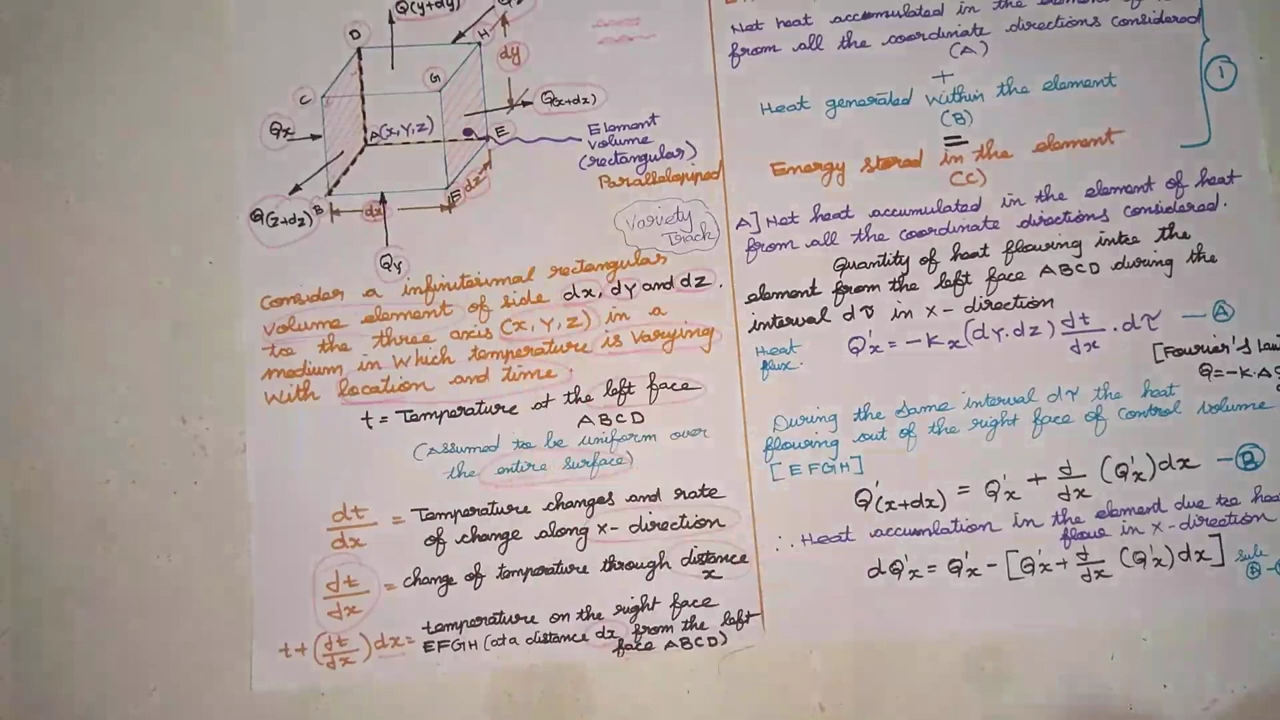 Q(y+dy)
D
H
dy
G
C
Q(x+dx)
Qx
A(x,Y,Z)
E
Element
volume
(rectangular)
Parallelopiped
dz
Q(z+dz)
B
dx
F
Variety
Track
Qy
Consider a infiniterimal rectangular
volume element of side dx, dy and dz.
to the three axis (x, Y, Z) in a
medium in which temperature is varying
with location and time.
t = Temperature at the left face
ABCD
(Assumed to be uniform over
the entire surface)
dt/dx = Temperature changes and rate
of change along x-direction
dt/dx = change of temperature through distance
x
t+(dt/dx)dx = temperature on the right face
EFGH (at a distance dx from the left
face ABCD)
Net heat accumulated in the element of
from all the coordinate directions considered
(A)
+
Heat generated within the element
(B)
=
Energy stored in the element
(C)
1
A] Net heat accumulated in the element of heat
from all the coordinate directions considered.
Quantity of heat flowing into the
element from the left face ABCD during the
interval dτ in x-direction
Heat
flux.
Q'x = -Kx(dy.dz) dt/dx . dτ — A
[Fourier's Law
Q=-K.A
During the same interval dτ the heat
flowing out of the right face of control volume
[EFGH]
Q'(x+dx) = Q'x + d/dx (Q'x)dx — B
∴ Heat accumlation in the element due to heat
flow in x-direction
dQ'x = Q'x - [Q'x + d/dx (Q'x)dx] sub